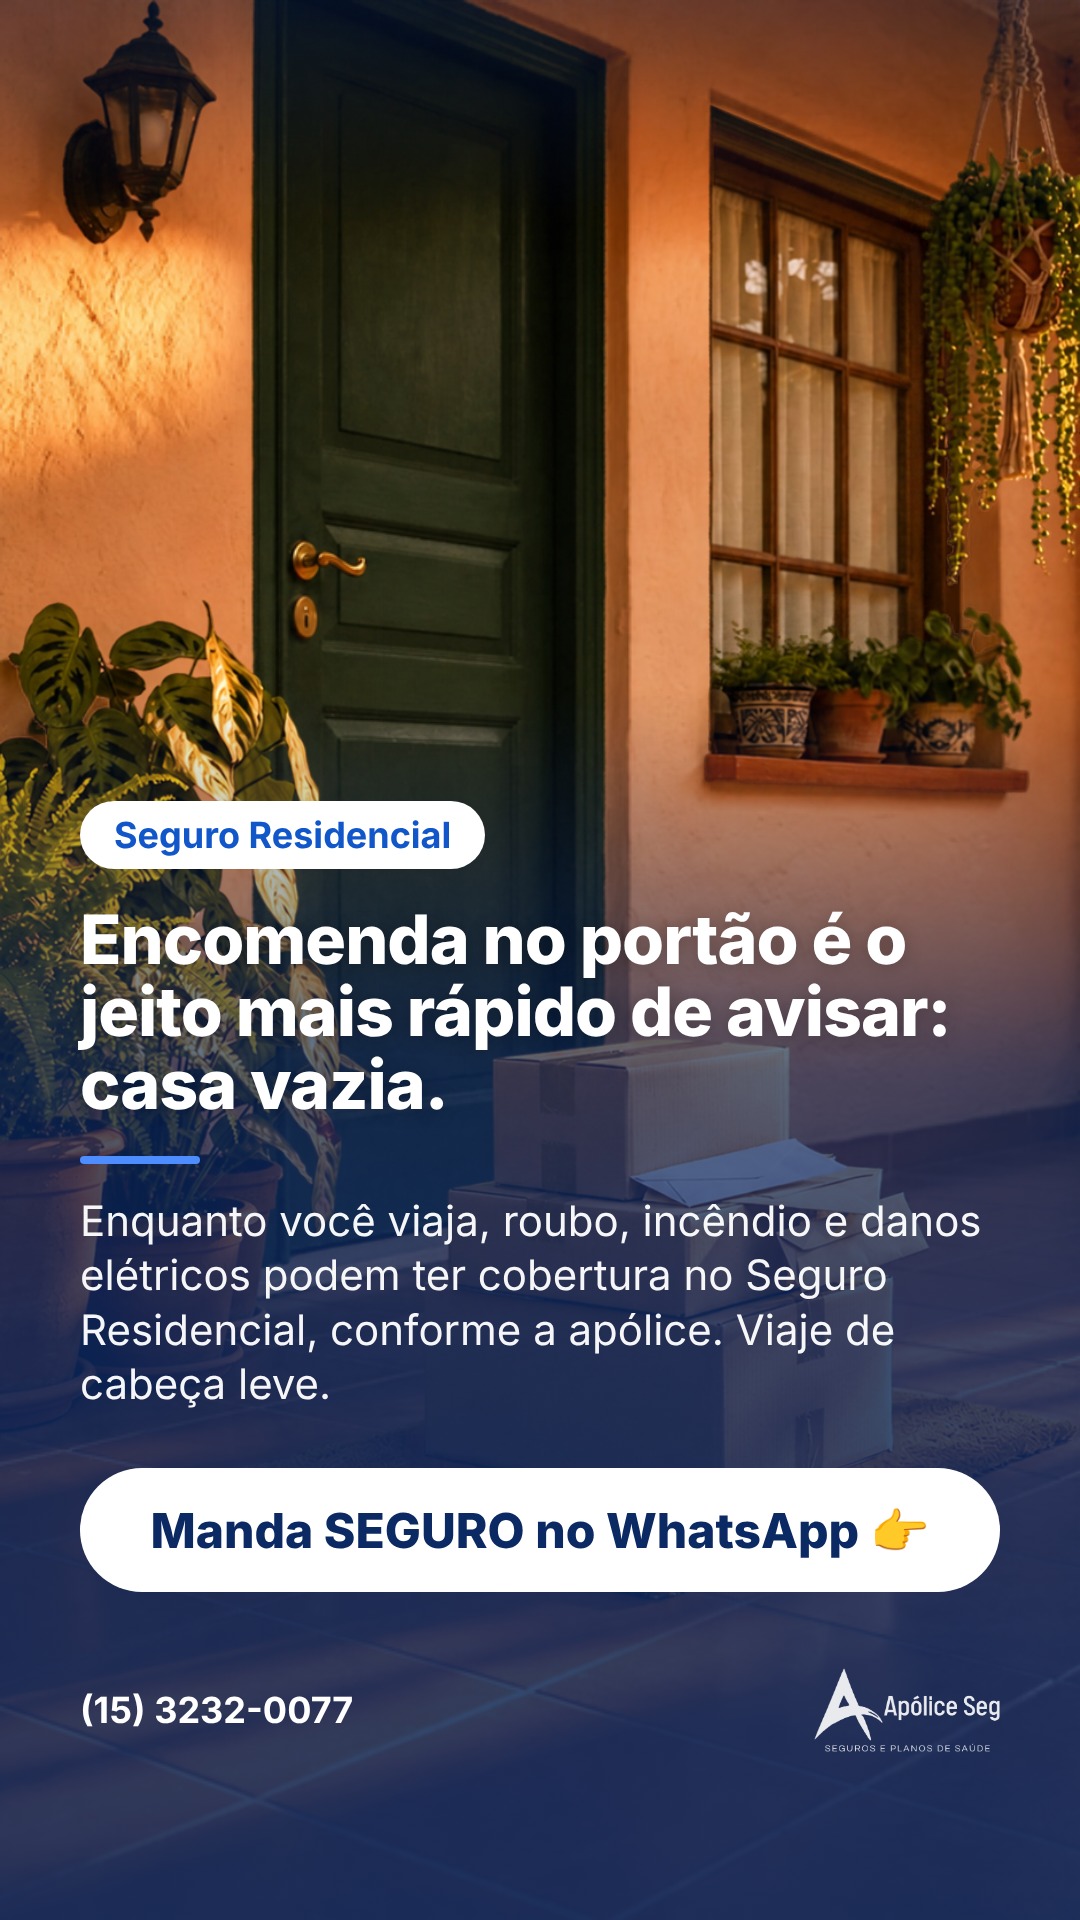 Seguro Residencial
Encomenda no portão é o
jeito mais rápido de avisar:
casa vazia.
Enquanto você viaja, roubo, incêndio e danos
elétricos podem ter cobertura no Seguro
Residencial, conforme a apólice. Viaje de
cabeça leve.
Manda SEGURO no WhatsApp 👉
(15) 3232-0077
Apólice Seg
SEGUROS E PLANOS DE SAÚDE